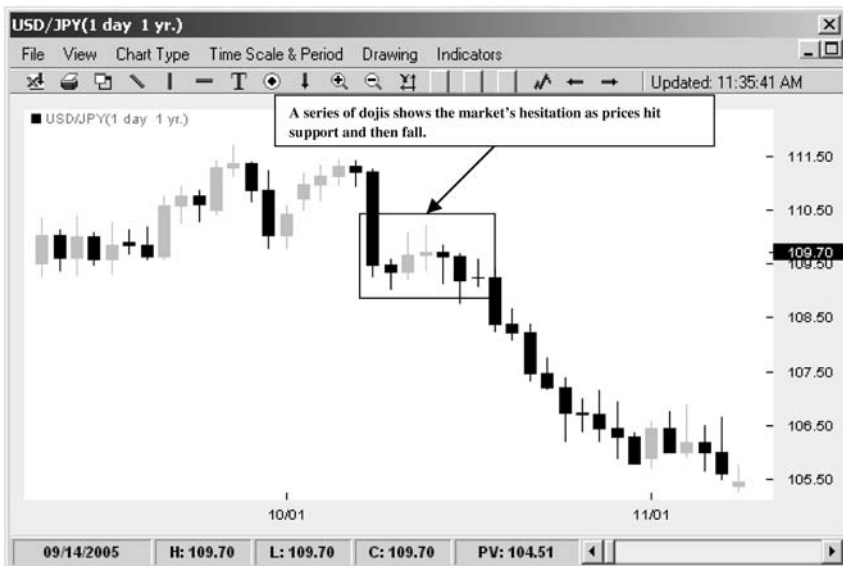 USD/JPY(1 day 1 yr.)
File View Chart Type Time Scale & Period Drawing Indicators
T Updated: 11:35:41 AM
A series of dojis shows the market's hesitation as prices hit
support and then fall.
USD/JPY(1 day 1 yr.)
111.50
110.50
109.70
109.50
108.50
107.50
106.50
105.50
10/01 11/01
09/14/2005 H: 109.70 L: 109.70 C: 109.70 PV: 104.51